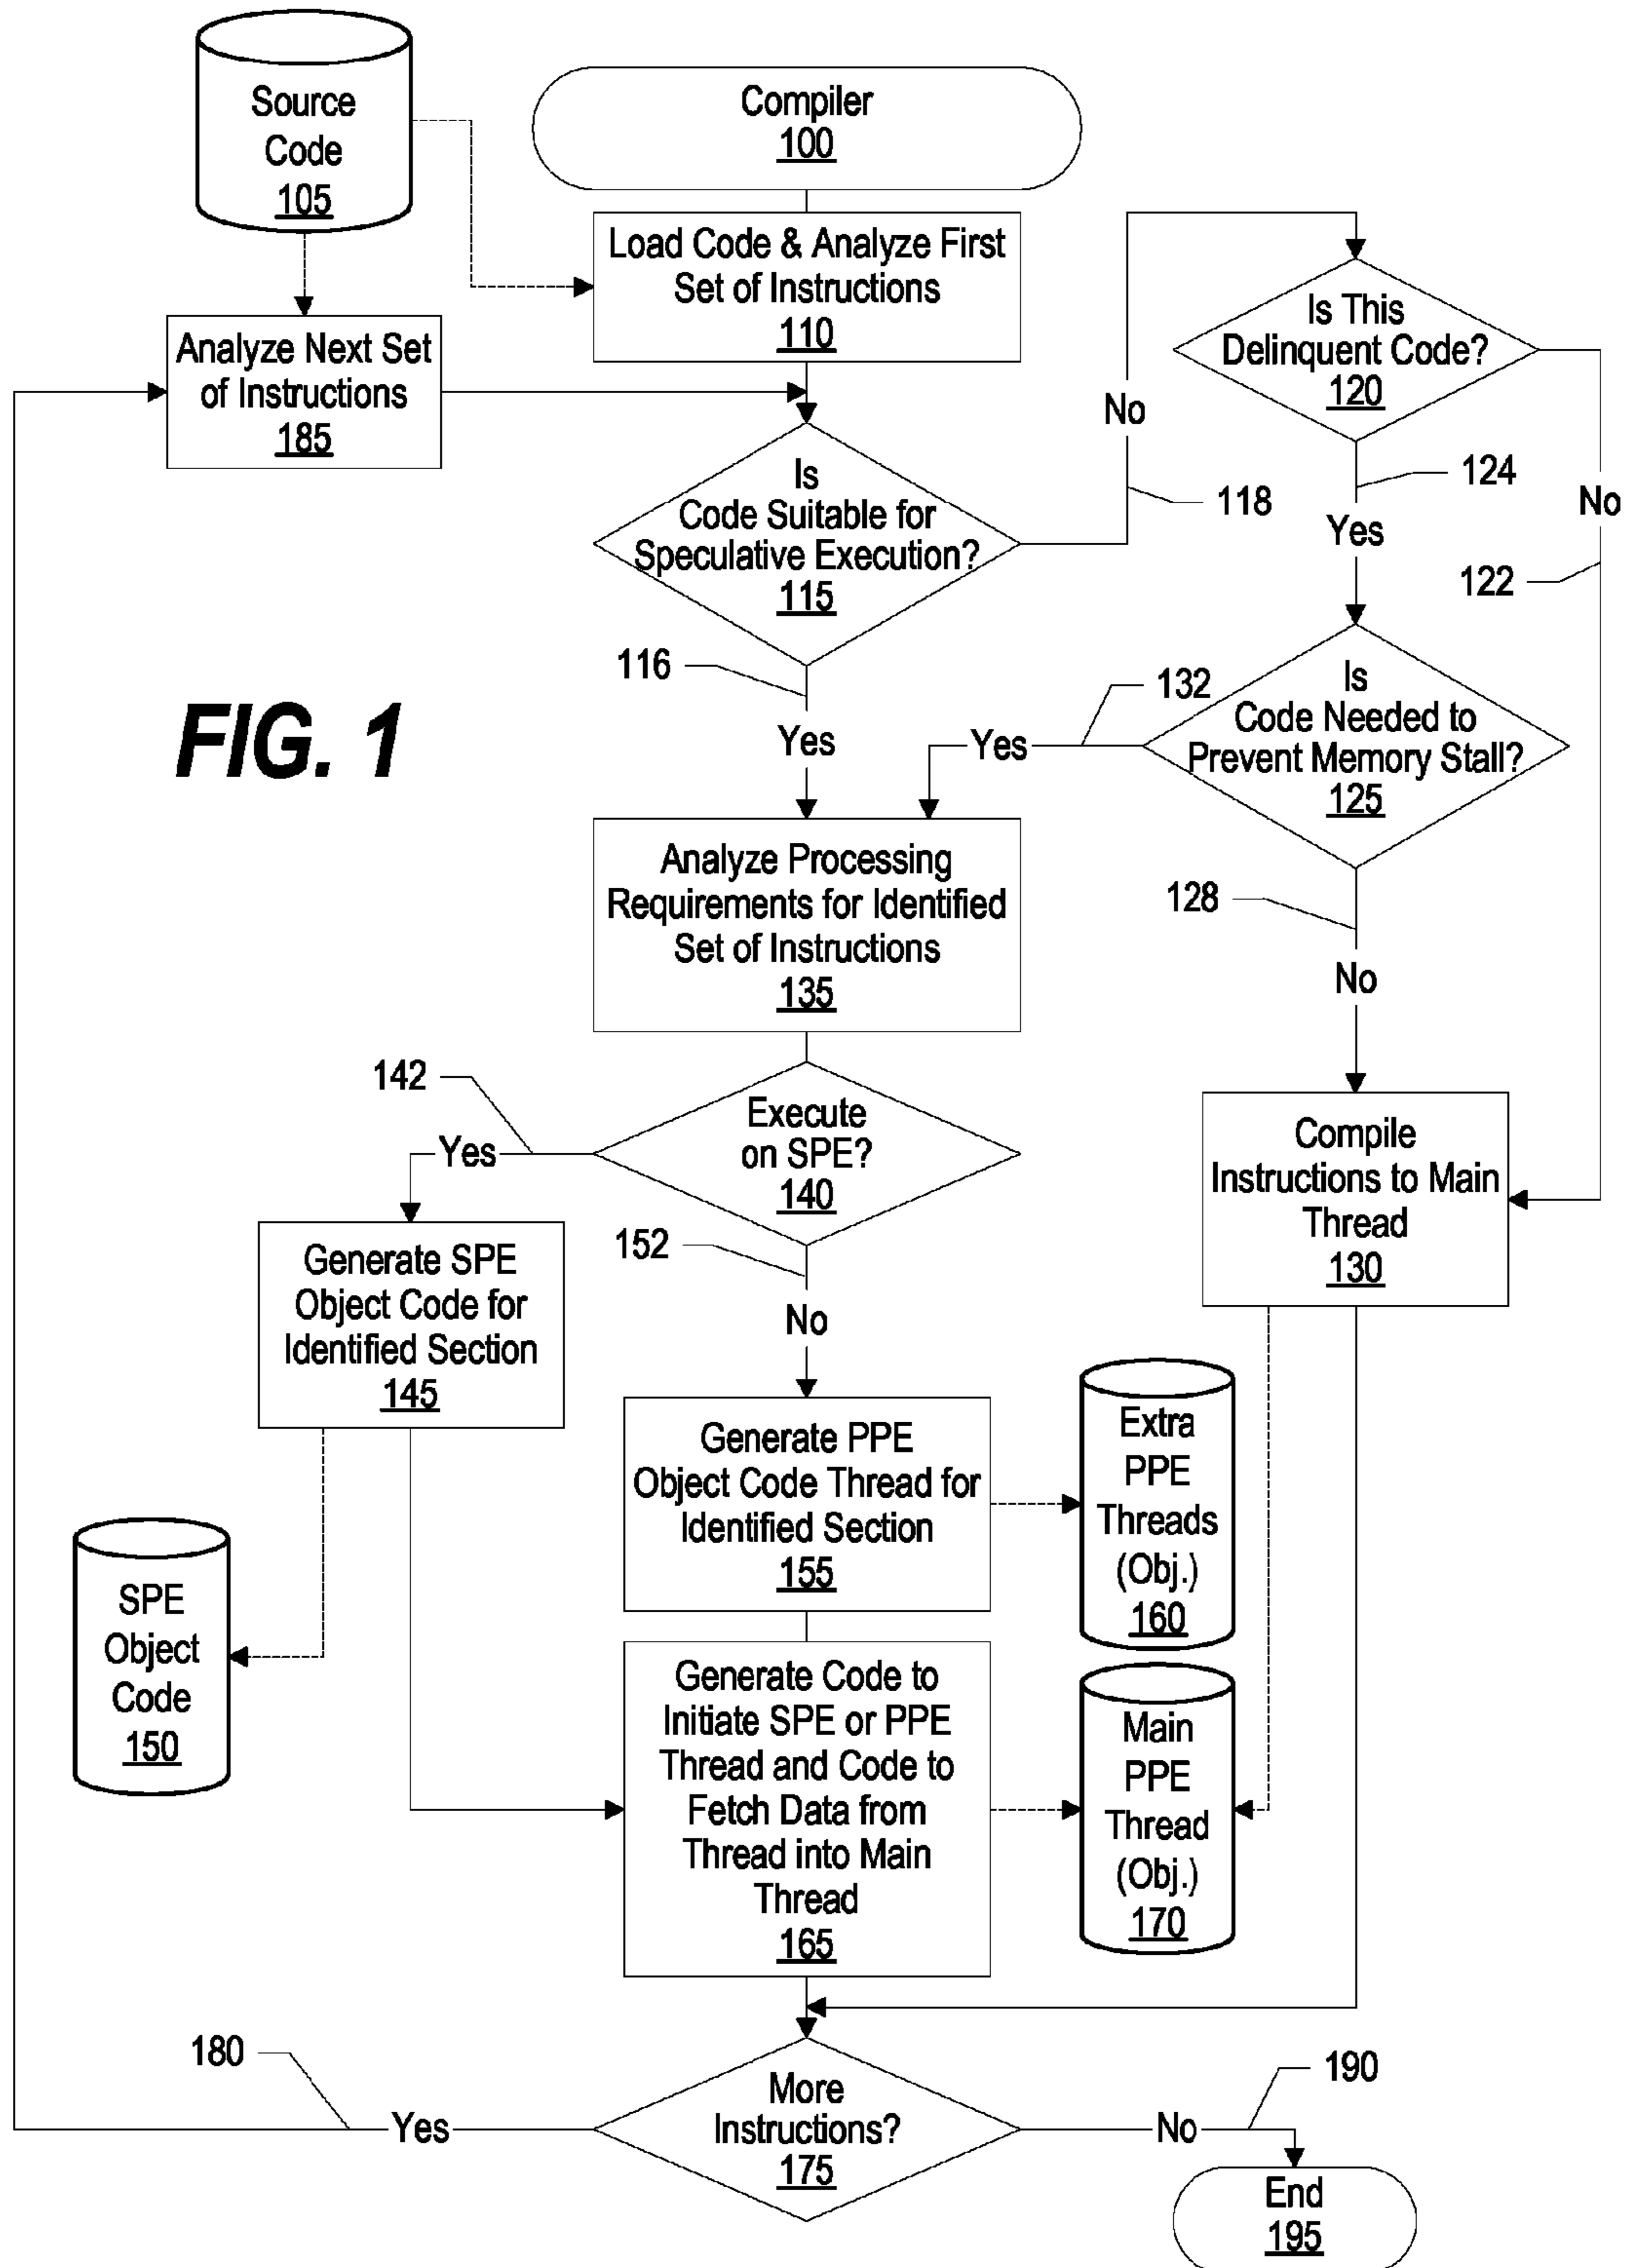 Source
Code
105
Compiler
100
Load Code & Analyze First
Set of Instructions
110
Analyze Next Set
of Instructions
185
Is
Code Suitable for
Speculative Execution?
115
No
118
Is This
Delinquent Code?
120
124
Yes
No
122
116
Yes
FIG. 1
132
Yes
Is
Code Needed to
Prevent Memory Stall?
125
128
No
Analyze Processing
Requirements for Identified
Set of Instructions
135
142
Yes
Execute
on SPE?
140
152
No
Compile
Instructions to Main
Thread
130
Generate SPE
Object Code for
Identified Section
145
SPE
Object
Code
150
Generate PPE
Object Code Thread for
Identified Section
155
Extra
PPE
Threads
(Obj.)
160
Generate Code to
Initiate SPE or PPE
Thread and Code to
Fetch Data from
Thread into Main
Thread
165
Main
PPE
Thread
(Obj.)
170
180
Yes
More
Instructions?
175
190
No
End
195